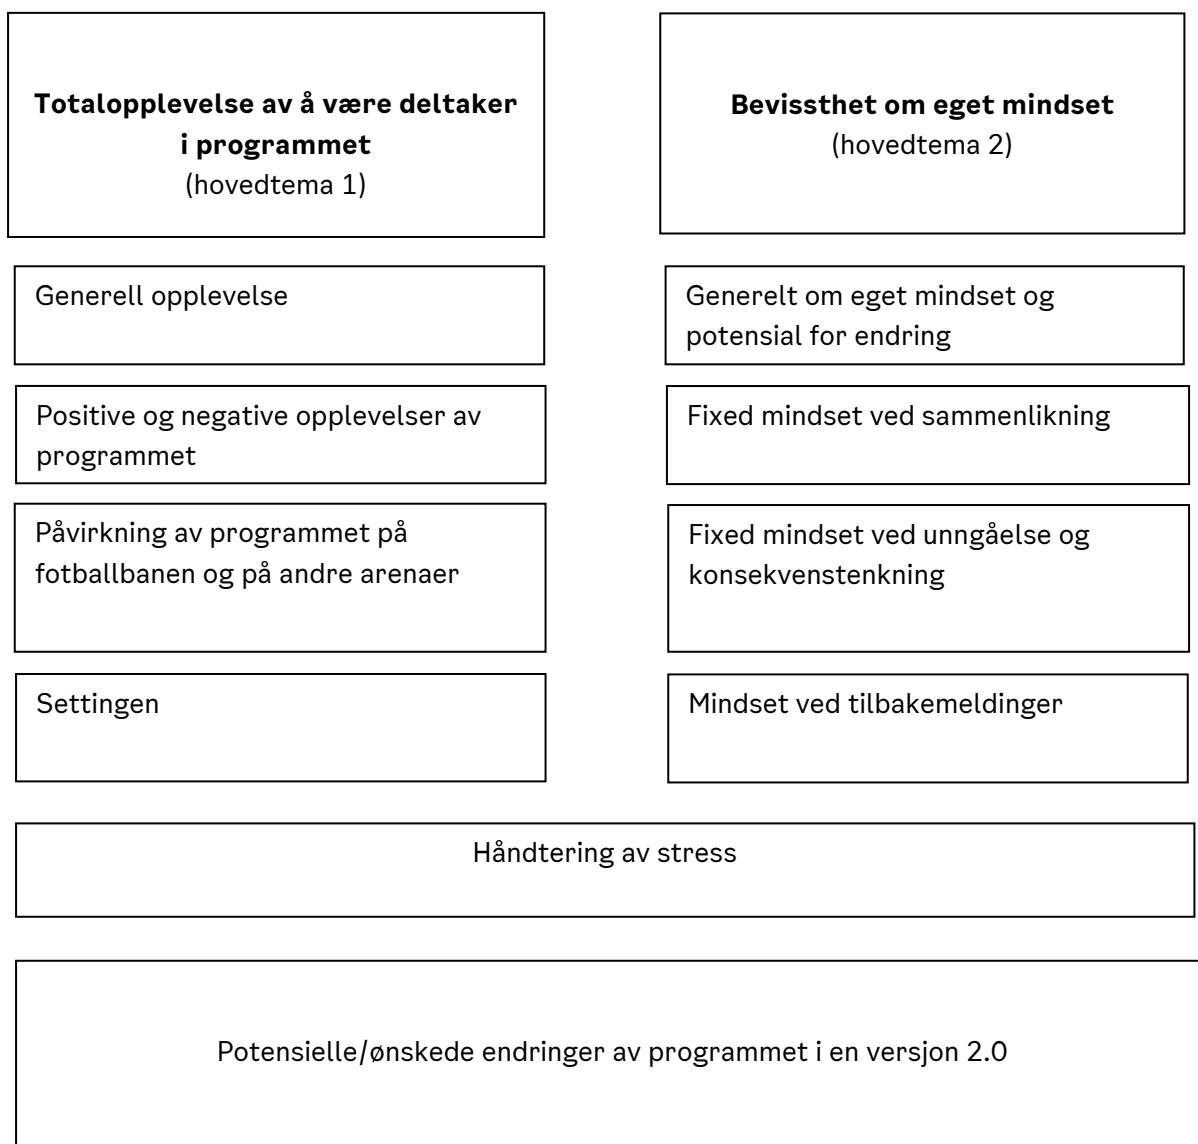 Totalopplevelse av å være deltaker
i programmet
(hovedtema 1)
Generell opplevelse
Positive og negative opplevelser av
programmet
Påvirkning av programmet på
fotballbanen og på andre arenaer
Settingen
Bevissthet om eget mindset
(hovedtema 2)
Generelt om eget mindset og
potensial for endring
Fixed mindset ved sammenlikning
Fixed mindset ved unngåelse og
konsekvenstenkning
Mindset ved tilbakemeldinger
Håndtering av stress
Potensielle/ønskede endringer av programmet i en versjon 2.0